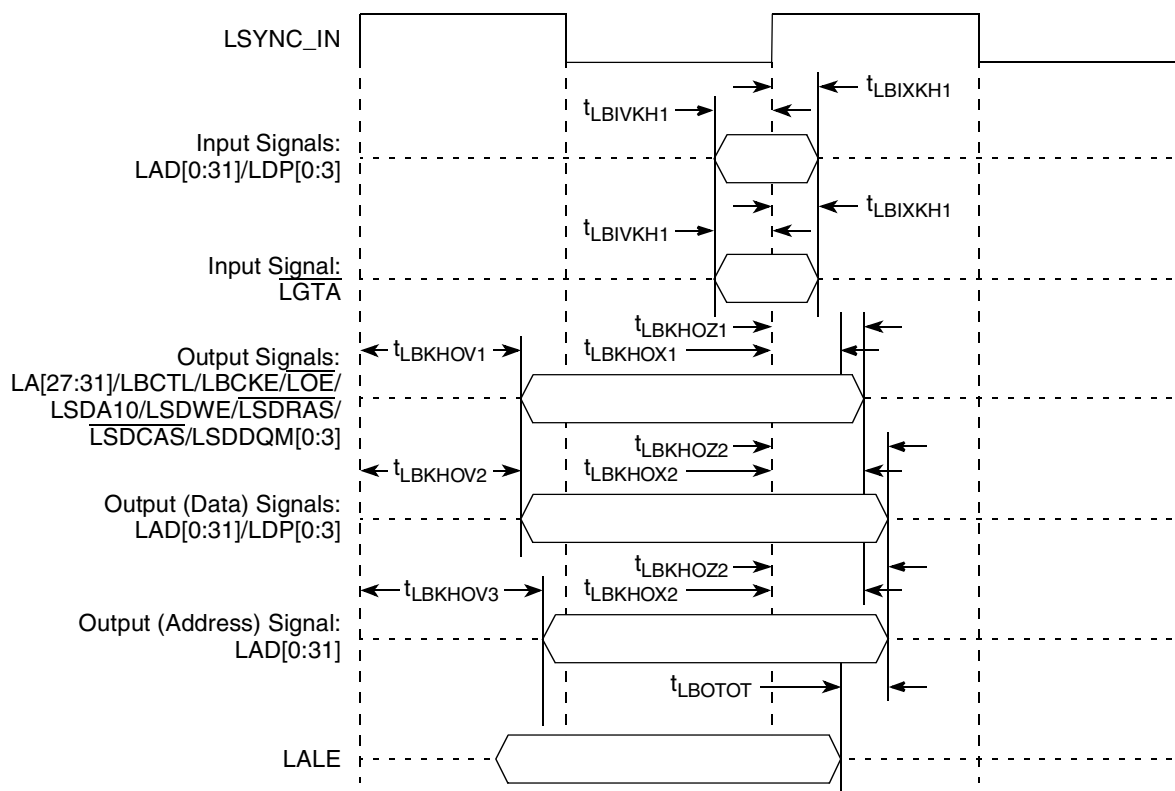 LSYNC_IN
tLBIXKH1
tLBIVKH1
Input Signals:
LAD[0:31]/LDP[0:3]
tLBIXKH1
tLBIVKH1
Input Signal:
LGTA
tLBKHOZ1
tLBKHOV1
tLBKHOX1
Output Signals:
LA[27:31]/LBCTL/LBCKE/LOE/
LSDA10/LSDWE/LSDRAS/
LSDCAS/LSDDQM[0:3]
tLBKHOZ2
tLBKHOV2
tLBKHOX2
Output (Data) Signals:
LAD[0:31]/LDP[0:3]
tLBKHOZ2
tLBKHOV3
tLBKHOX2
Output (Address) Signal:
LAD[0:31]
tLBOTOT
LALE